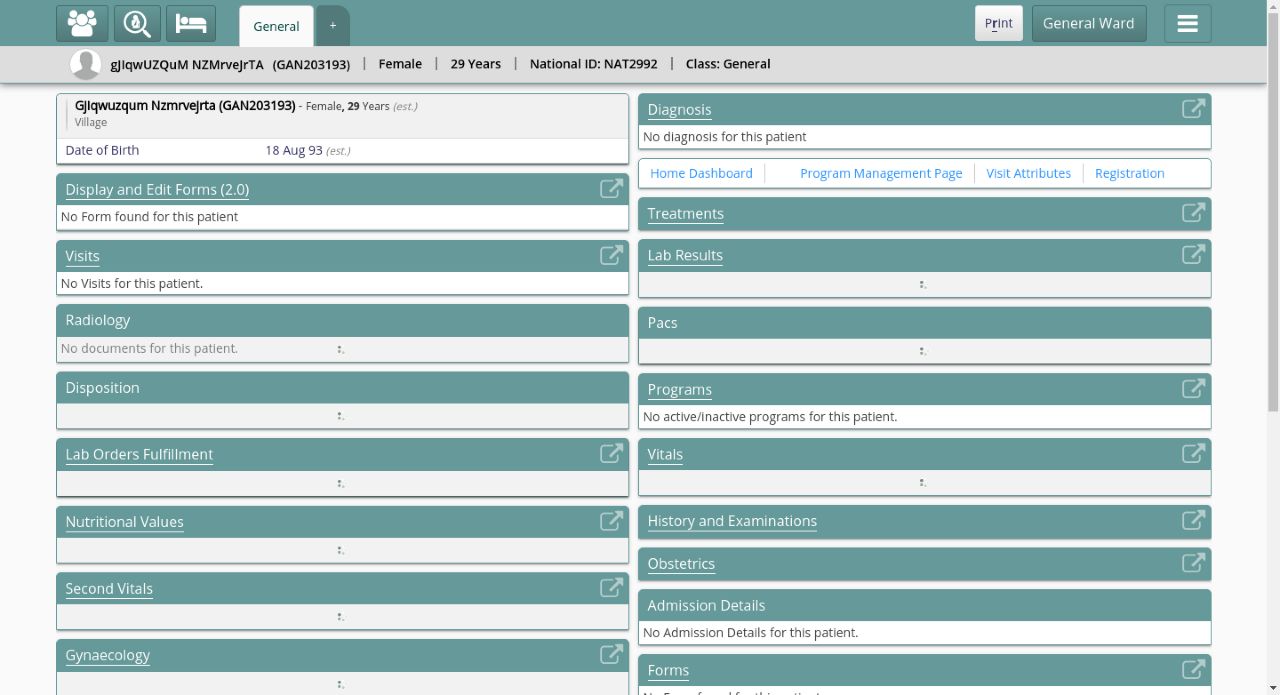 General
+
Print
General Ward
gJIqwUZQuM NZMrveJrTA (GAN203193) | Female | 29 Years | National ID: NAT2992 | Class: General
GJIqwuzqum Nzmrvejrta (GAN203193) - Female, 29 Years (est.)
Village
Date of Birth 18 Aug 93 (est.)
Display and Edit Forms (2.0)
No Form found for this patient
Visits
No Visits for this patient.
Radiology
No documents for this patient.
Disposition
Lab Orders Fulfillment
Nutritional Values
Second Vitals
Gynaecology
Diagnosis
No diagnosis for this patient
Home Dashboard
Program Management Page
Visit Attributes
Registration
Treatments
Lab Results
Pacs
Programs
No active/inactive programs for this patient.
Vitals
History and Examinations
Obstetrics
Admission Details
No Admission Details for this patient.
Forms